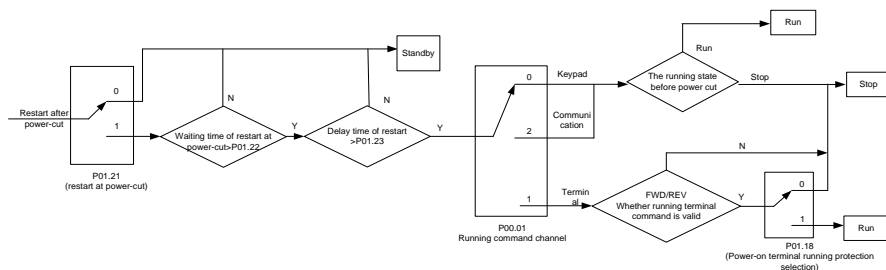 Restart after
power-cut
0
1
P01.21
(restart at power-cut)
N
Waiting time of restart at
power-cut>P01.22
Y
N
Delay time of restart
>P01.23
Y
Standby
0
2
1
P00.01
Running command channel
Keypad
Communi
cation
Termin
al
Run
Run
The running state
before power cut
Stop
Stop
N
FWD/REV
Whether running terminal
command is valid
Y
0
1
P01.18
(Power-on terminal running protection
selection)
Run